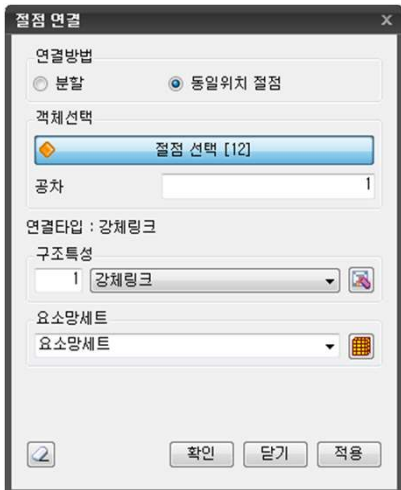 절점 연결 x
연결방법
분할 동일위치 절점
객체선택
절점 선택 [12]
공차 1
연결타입 : 강체링크
구조특성
1 강체링크
요소망세트
요소망세트
확인 닫기 적용